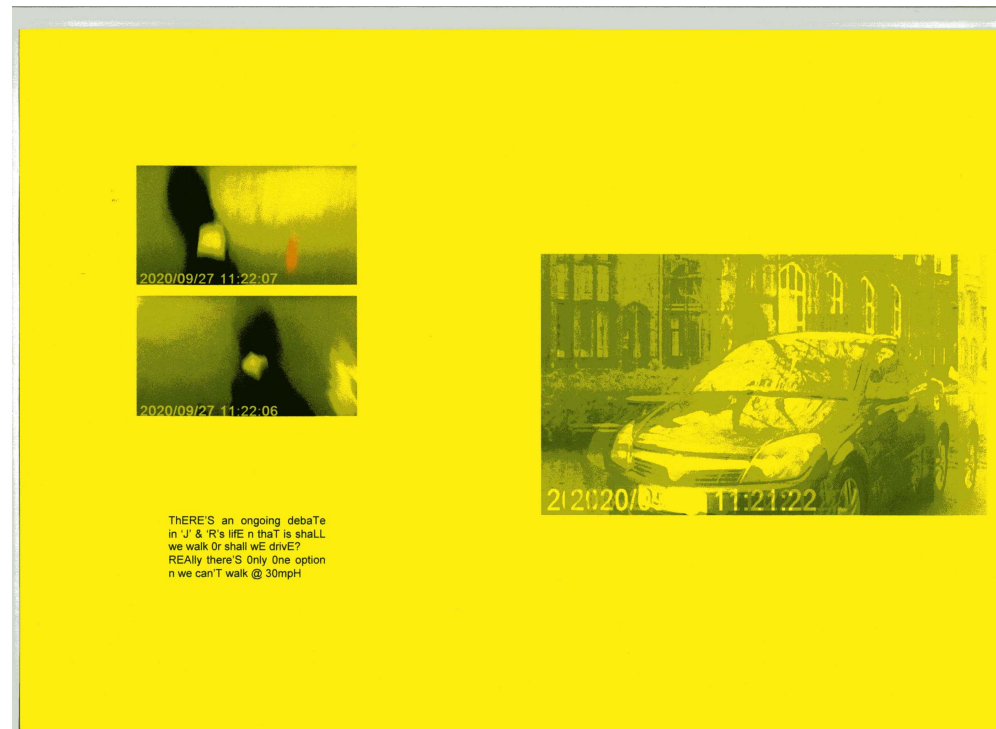 2020/09/27 11:22:07
2020/09/27 11:22:06
ThERE'S an ongoing debaTe
in 'J' & 'R's lifE n thaT is shaLL
we walk 0r shall wE drivE?
REAlly there'S 0nly 0ne option
n we can'T walk @ 30mpH
11:21:22